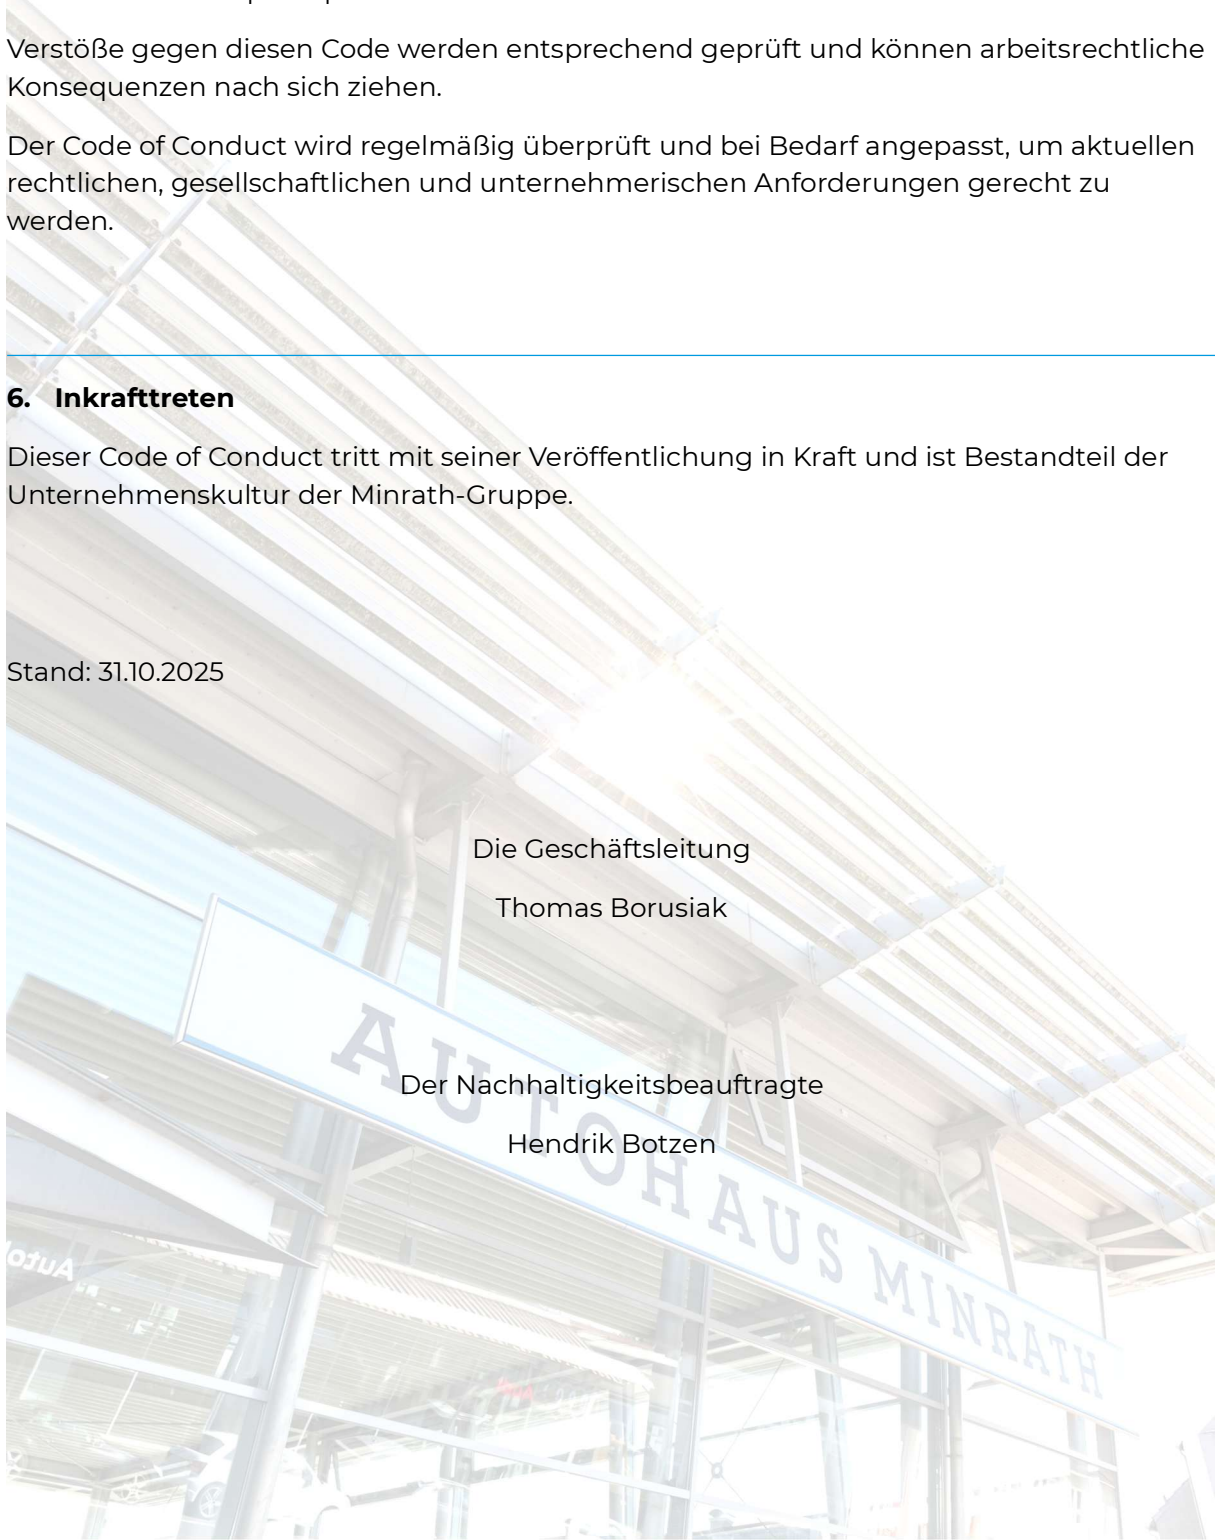 Verstöße gegen diesen Code werden entsprechend geprüft und können arbeitsrechtliche
Konsequenzen nach sich ziehen.
Der Code of Conduct wird regelmäßig überprüft und bei Bedarf angepasst, um aktuellen
rechtlichen, gesellschaftlichen und unternehmerischen Anforderungen gerecht zu
werden.
6. Inkrafttreten
Dieser Code of Conduct tritt mit seiner Veröffentlichung in Kraft und ist Bestandteil der
Unternehmenskultur der Minrath-Gruppe.
Stand: 31.10.2025
Die Geschäftsleitung
Thomas Borusiak
Der Nachhaltigkeitsbeauftragte
Hendrik Botzen
AUTOHAUS MINRATH